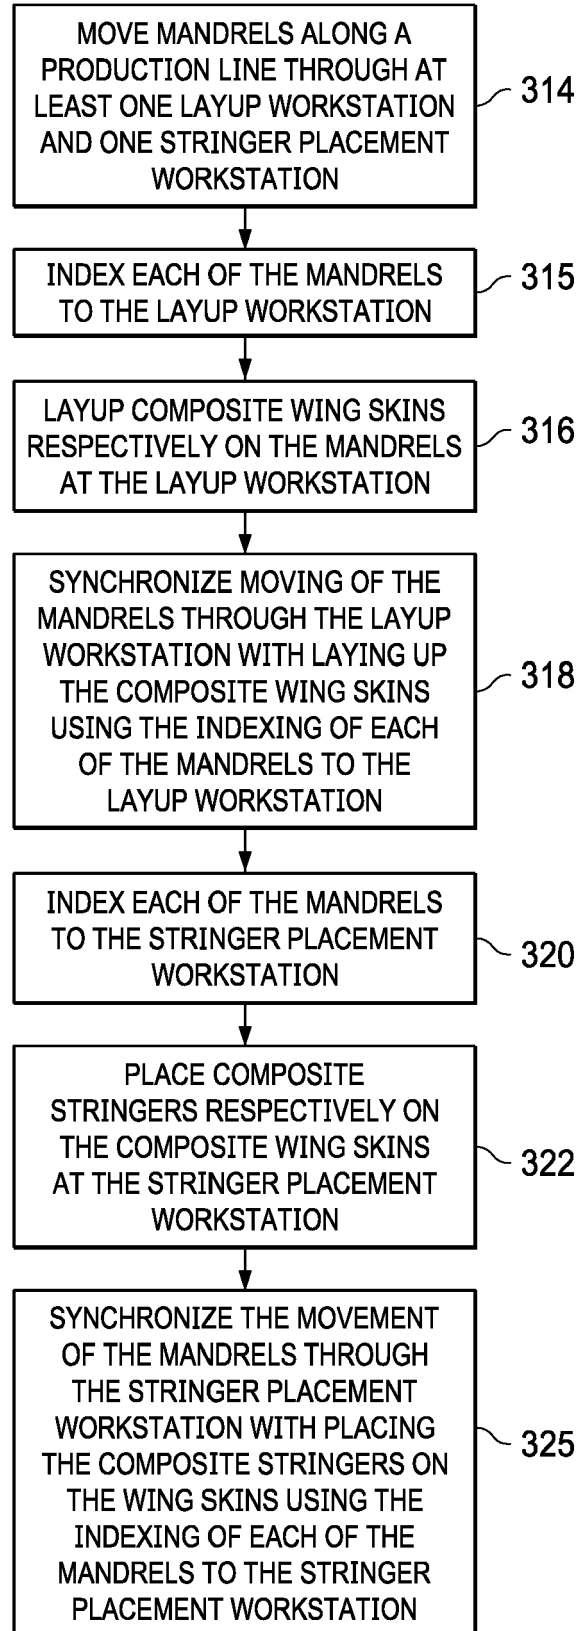 MOVE MANDRELS ALONG A
PRODUCTION LINE THROUGH AT
LEAST ONE LAYUP WORKSTATION
AND ONE STRINGER PLACEMENT
WORKSTATION
314
INDEX EACH OF THE MANDRELS
TO THE LAYUP WORKSTATION
315
LAYUP COMPOSITE WING SKINS
RESPECTIVELY ON THE MANDRELS
AT THE LAYUP WORKSTATION
316
SYNCHRONIZE MOVING OF THE
MANDRELS THROUGH THE LAYUP
WORKSTATION WITH LAYING UP
THE COMPOSITE WING SKINS
USING THE INDEXING OF EACH
OF THE MANDRELS TO THE
LAYUP WORKSTATION
318
INDEX EACH OF THE MANDRELS
TO THE STRINGER PLACEMENT
WORKSTATION
320
PLACE COMPOSITE
STRINGERS RESPECTIVELY ON
THE COMPOSITE WING SKINS
AT THE STRINGER PLACEMENT
WORKSTATION
322
SYNCHRONIZE THE MOVEMENT
OF THE MANDRELS THROUGH
THE STRINGER PLACEMENT
WORKSTATION WITH PLACING
THE COMPOSITE STRINGERS ON
THE WING SKINS USING THE
INDEXING OF EACH OF THE
MANDRELS TO THE STRINGER
PLACEMENT WORKSTATION
325